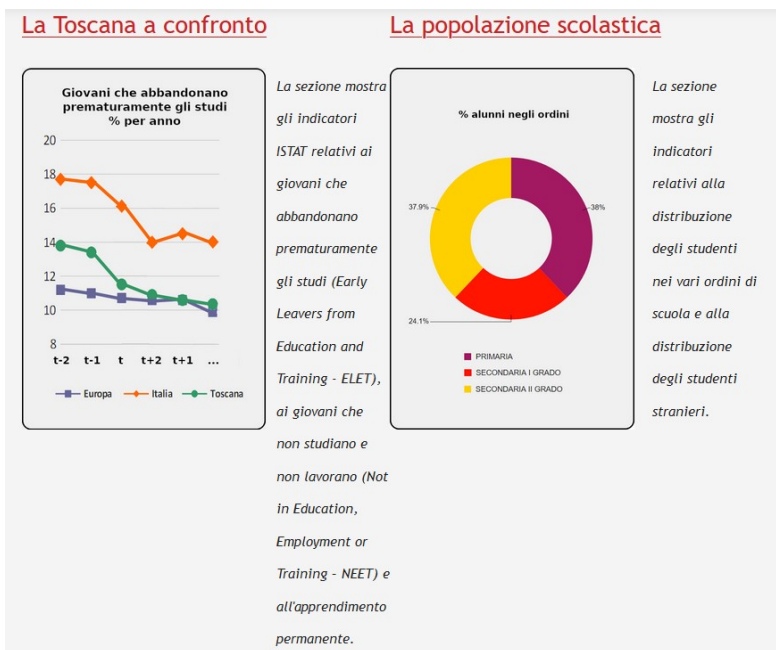 La Toscana a confronto
Giovani che abbandonano
prematuramente gli studi
% per anno
20
18
16
14
12
10
8
t-2 t-1 t t+2 t+1 ...
Europa Italia Toscana
La sezione mostra
gli indicatori
ISTAT relativi ai
giovani che
abbandonano
prematuramente
gli studi (Early
Leavers from
Education and
Training - ELET),
ai giovani che
non studiano e
non lavorano (Not
in Education,
Employment or
Training - NEET) e
all'apprendimento
permanente.
La popolazione scolastica
% alunni negli ordini
37.9%
38%
24.1%
PRIMARIA
SECONDARIA I GRADO
SECONDARIA II GRADO
La sezione
mostra gli
indicatori
relativi alla
distribuzione
degli studenti
nei vari ordini di
scuola e alla
distribuzione
degli studenti
stranieri.